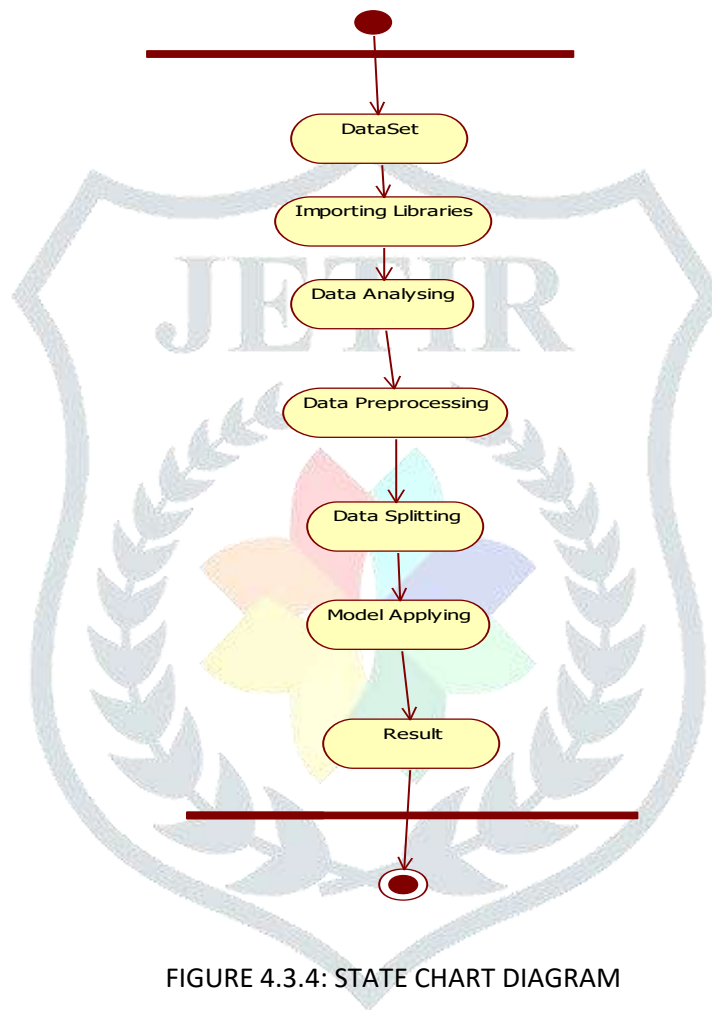 DataSet
Importing Libraries
JETIR
Data Analysing
Data Preprocessing
Data Splitting
Model Applying
Result
FIGURE 4.3.4: STATE CHART DIAGRAM